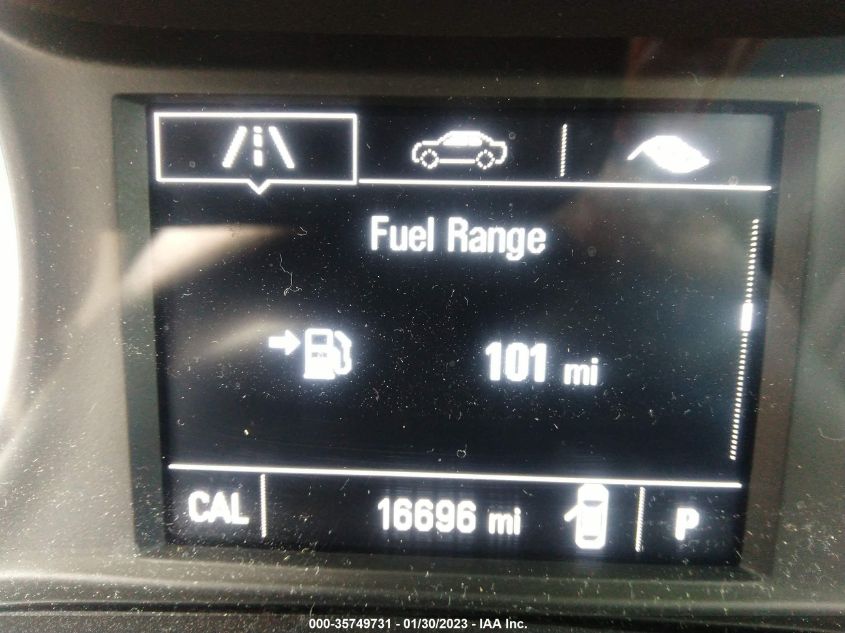 Fuel Range
101 mi
CAL 16696 mi P
000-35749731 - 01/30/2023 - IAA Inc.